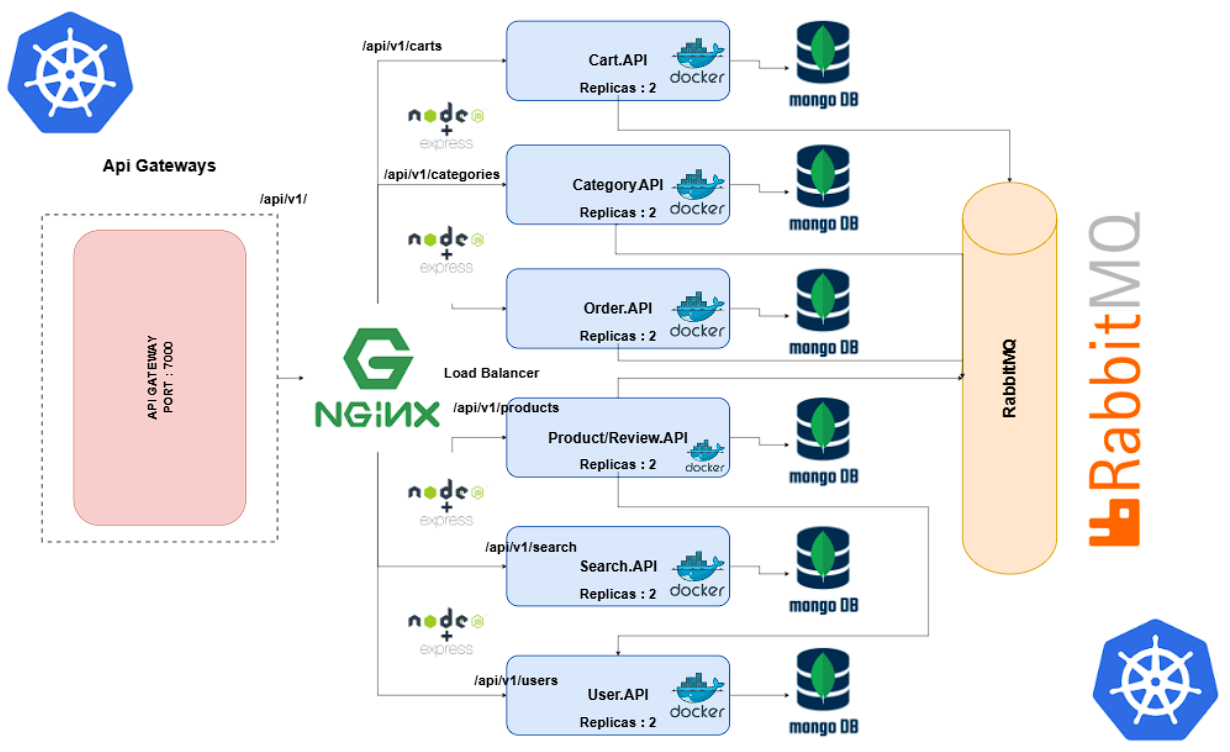 /api/v1/carts
Cart.API
Replicas : 2
docker
mongo DB
node JS
+
express
Api Gateways
/api/v1/
/api/v1/categories
Category.API
Replicas : 2
docker
mongo DB
node JS
+
express
Order.API
Replicas : 2
docker
mongo DB
API GATEWAY
PORT : 7000
NGINX
Load Balancer
/api/v1/products
Product/Review.API
Replicas : 2
docker
mongo DB
node JS
+
express
/api/v1/search
Search.API
Replicas : 2
docker
mongo DB
node JS
+
express
/api/v1/users
User.API
Replicas : 2
docker
mongo DB
RabbitMQ
RabbitMQ